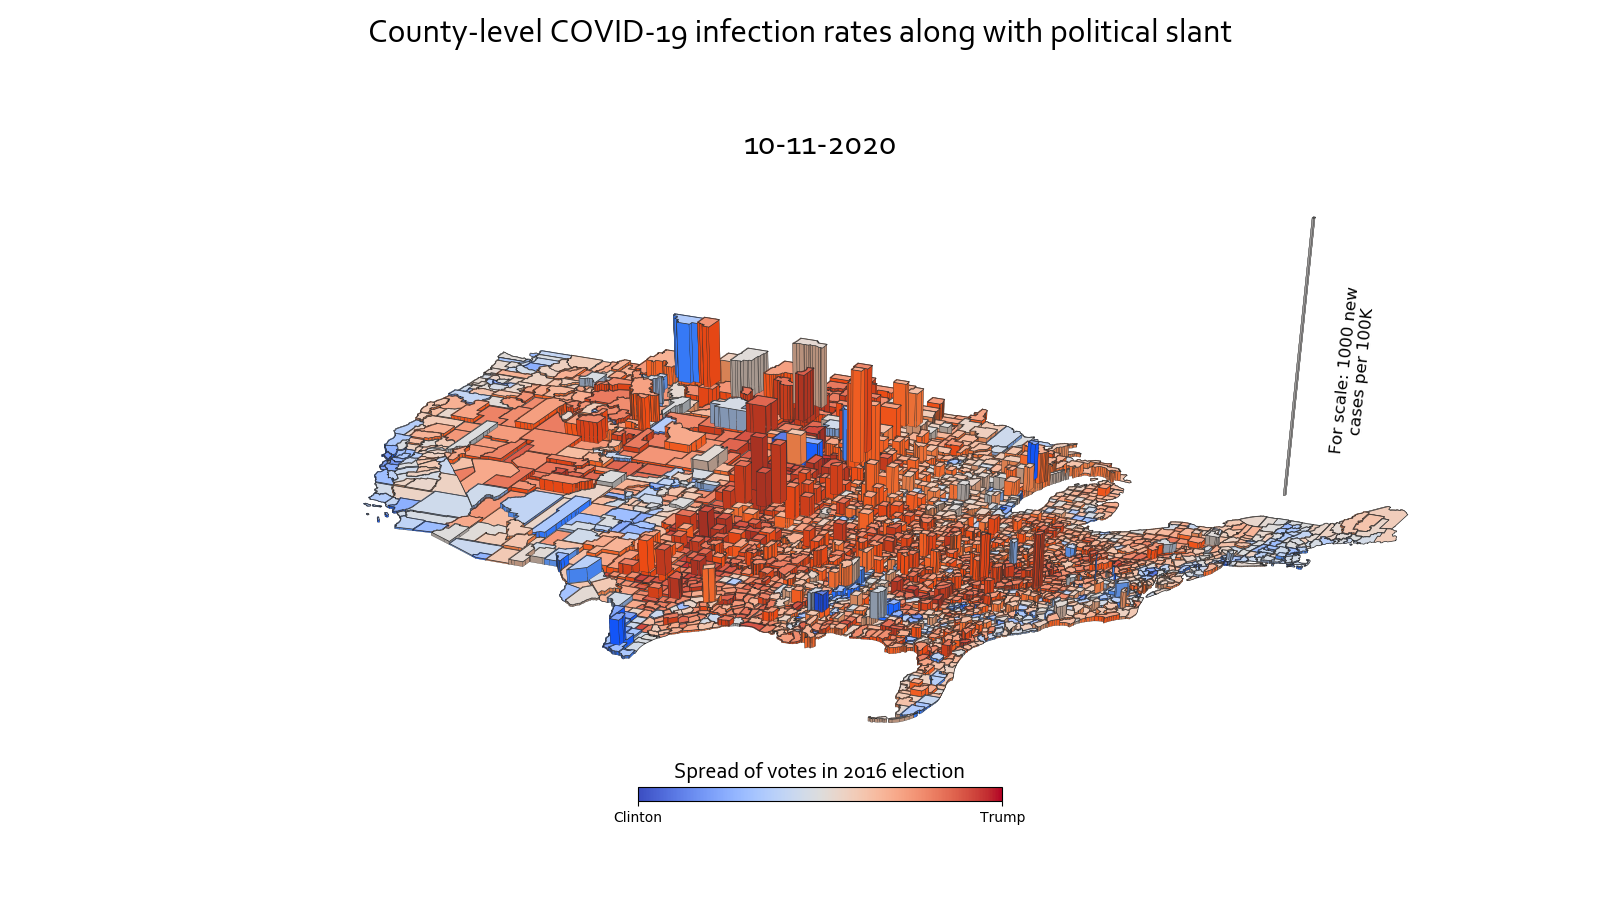 County-level COVID-19 infection rates along with political slant
10-11-2020
For scale: 1000 new
cases per 100K
Spread of votes in 2016 election
Clinton
Trump